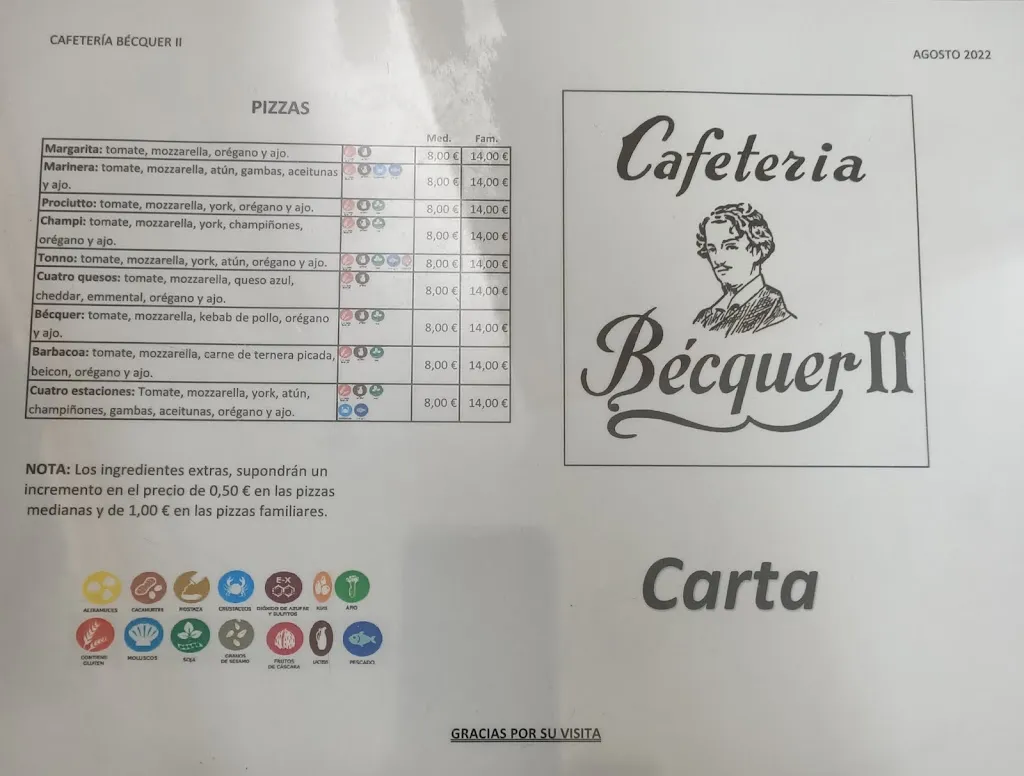 CAFETERÍA BÉCQUER II
PIZZAS
Med. Fam.
Margarita: tomate, mozzarella, orégano y ajo. 8,00 € 14,00 €
Marinera: tomate, mozzarella, atún, gambas, aceitunas
y ajo. 8,00 € 14,00 €
Prociutto: tomate, mozzarella, york, orégano y ajo. 8,00 € 14,00 €
Champi: tomate, mozzarella, york, champiñones,
orégano y ajo. 8,00 € 14,00 €
Tonno: tomate, mozzarella, york, atún, orégano y ajo. 8,00 € 14,00 €
Cuatro quesos: tomate, mozzarella, queso azul,
cheddar, emmental, orégano y ajo. 8,00 € 14,00 €
Bécquer: tomate, mozzarella, kebab de pollo, orégano
y ajo. 8,00 € 14,00 €
Barbacoa: tomate, mozzarella, carne de ternera picada,
beicon, orégano y ajo. 8,00 € 14,00 €
Cuatro estaciones: Tomate, mozzarella, york, atún,
champiñones, gambas, aceitunas, orégano y ajo. 8,00 € 14,00 €
NOTA: Los ingredientes extras, supondrán un
incremento en el precio de 0,50 € en las pizzas
medianas y de 1,00 € en las pizzas familiares.
E-X
ALTRAMUCES CACAHUETES MOSTAZA CRUSTÁCEOS DIÓXIDO DE AZUFRE
Y SULFITOS HUEVOS APIO
CONTIENE
GLUTEN MOLUSCOS SOJA GRANOS
DE SÉSAMO FRUTOS
DE CÁSCARA LÁCTEOS PESCADO
AGOSTO 2022
Cafeteria
Bécquer II
Carta
GRACIAS POR SU VISITA